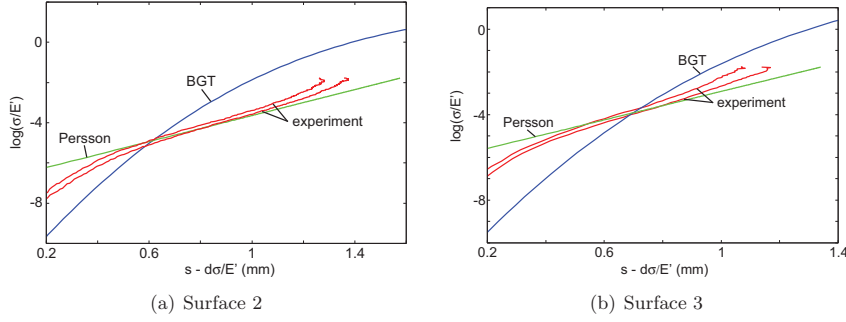 0
-4
-8
log(σ/E')
BGT
Persson
experiment
0.2
0.6
1
1.4
s - dσ/E' (mm)
(a) Surface 2
0
-4
-8
log(σ/E')
BGT
Persson
experiment
0.2
0.6
1
1.4
s - dσ/E' (mm)
(b) Surface 3